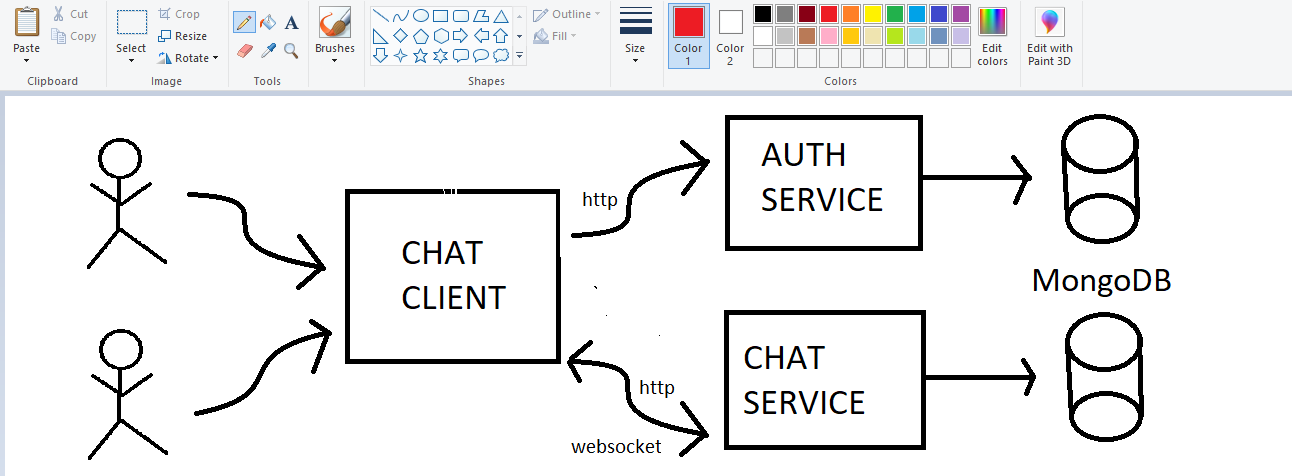 Paste
Cut
Copy
Clipboard
Select
Crop
Resize
Rotate
Image
A
Tools
Brushes
Shapes
Outline
Fill
Size
Color
1
Color
2
Colors
Edit
colors
Edit with
Paint 3D
CHAT
CLIENT
http
AUTH
SERVICE
MongoDB
http
websocket
CHAT
SERVICE